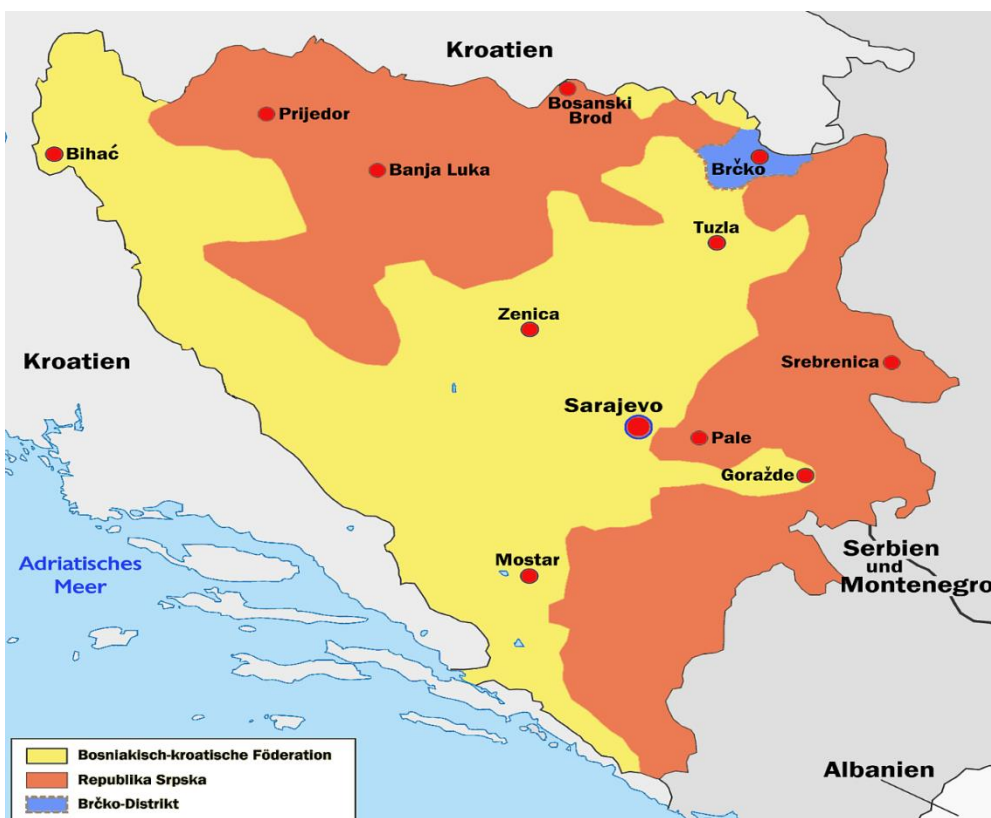 Kroatien
Bosanski
Brod
Prijedor
Bihać
Banja Luka
Brčko
Tuzla
Zenica
Kroatien
Srebrenica
Sarajevo
Pale
Goražde
Serbien
und
Montenegro
Mostar
Adriatisches
Meer
Bosniakisch-kroatische Föderation
Republika Srpska
Brčko-Distrikt
Albanien